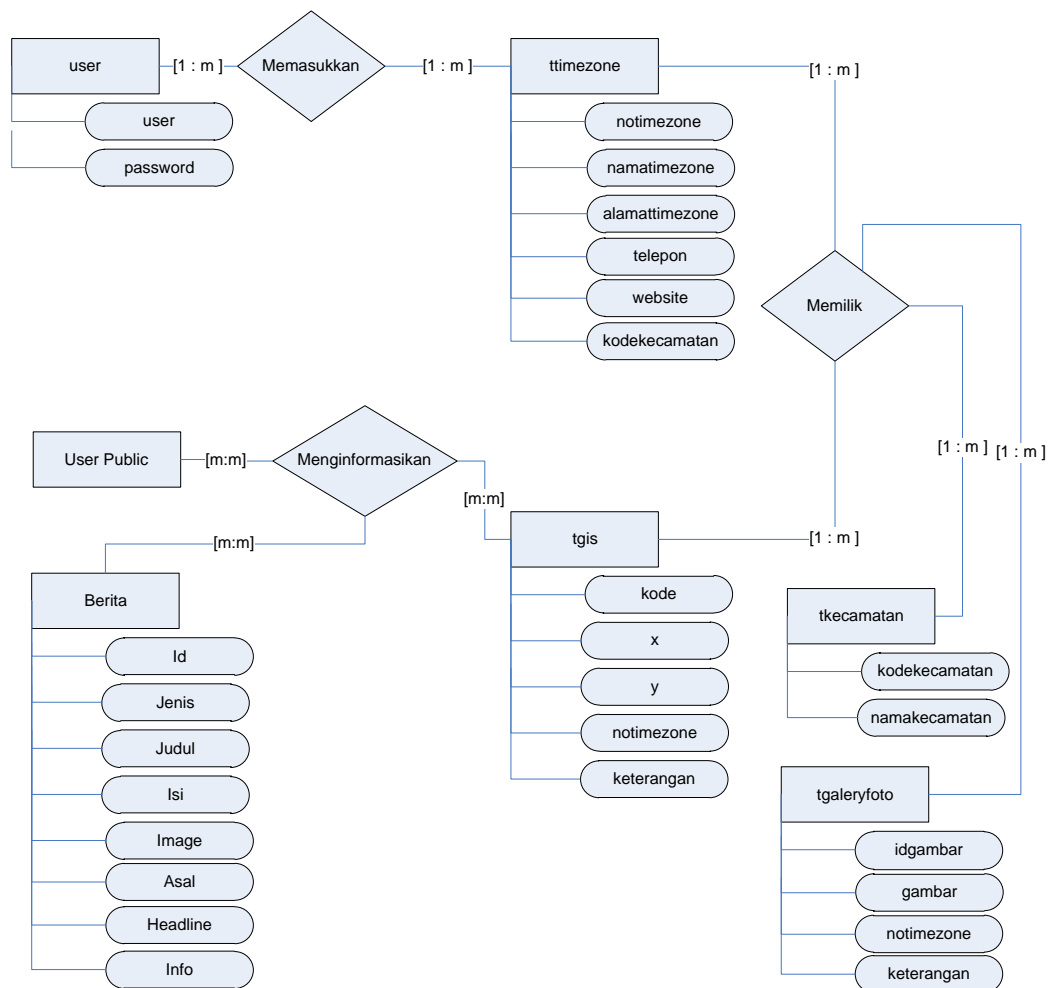 user
[1 : m ]
Memasukkan
[1 : m ]
ttimezone
[1 : m ]
user
password
notimezone
namatimezone
alamattimezone
telepon
website
kodekecamatan
Memilik
User Public
[m:m]
Menginformasikan
[m:m]
[m:m]
[1 : m ]
[1 : m ]
tgis
[1 : m ]
kode
x
y
notimezone
keterangan
Berita
Id
Jenis
Judul
Isi
Image
Asal
Headline
Info
tkecamatan
kodekecamatan
namakecamatan
tgaleryfoto
idgambar
gambar
notimezone
keterangan